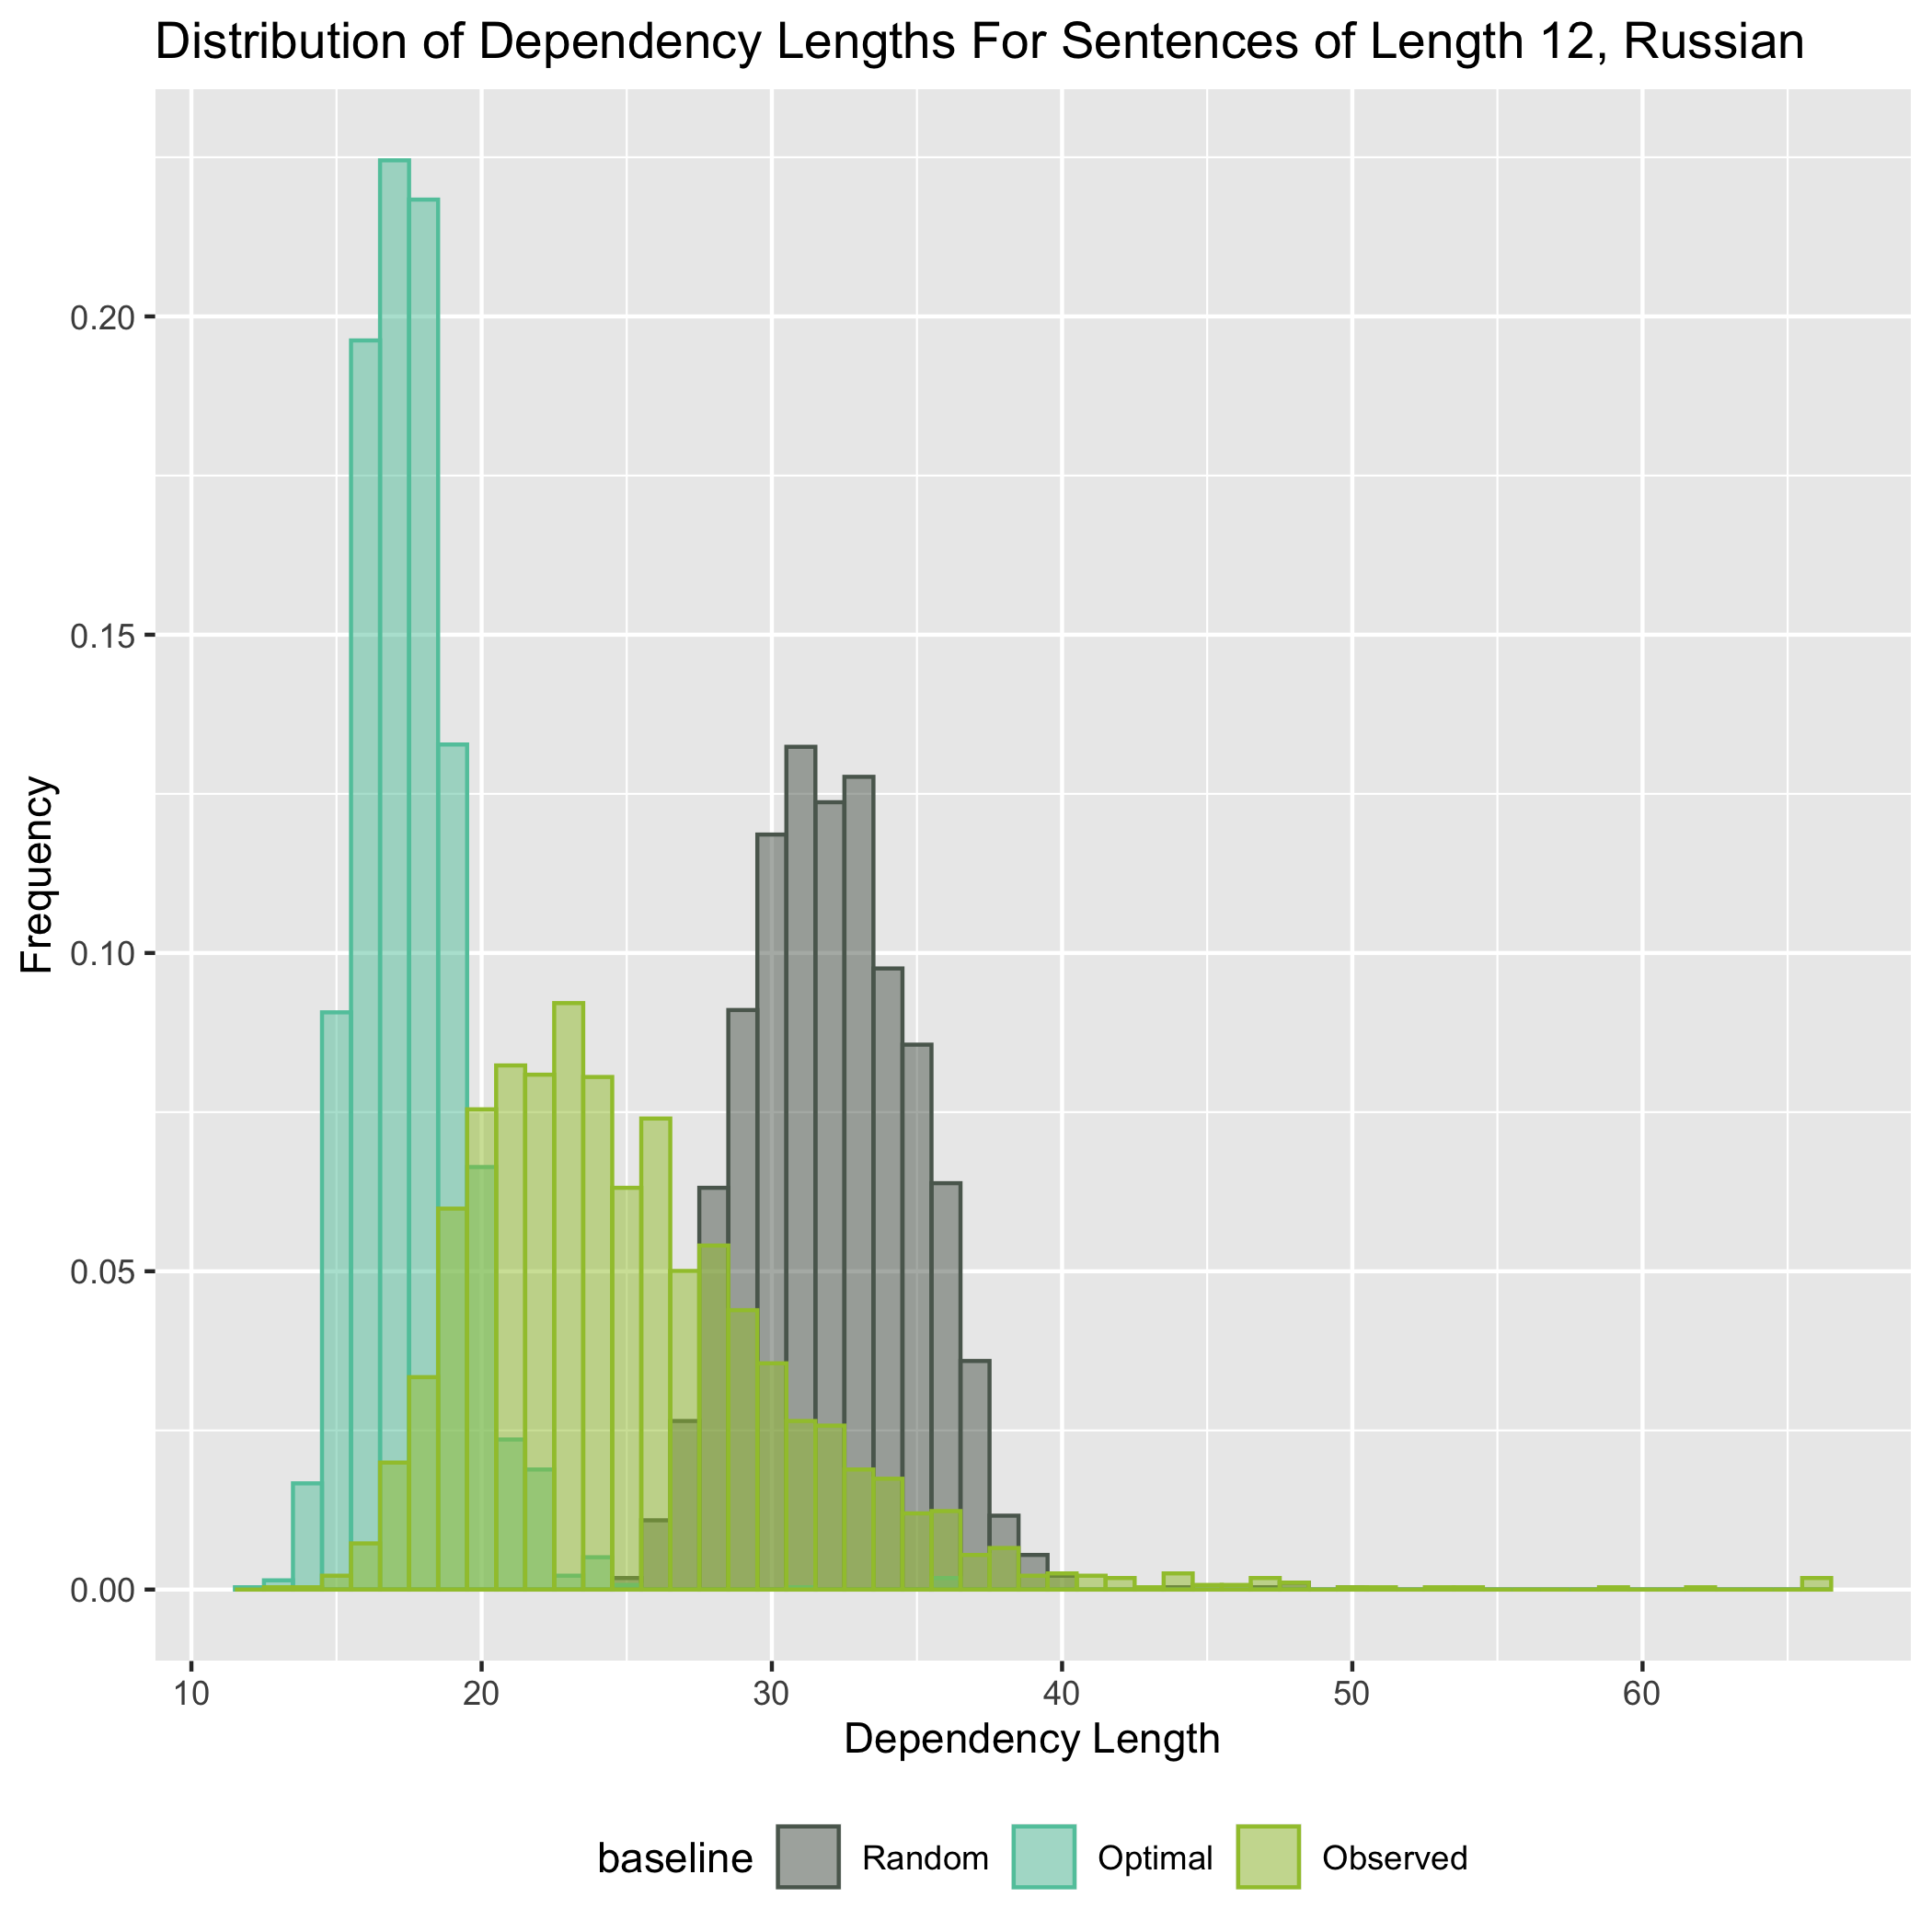 Distribution of Dependency Lengths For Sentences of Length 12, Russian
Frequency
0.20
0.15
0.10
0.05
0.00
10 20 30 40 50 60
Dependency Length
baseline Random Optimal Observed